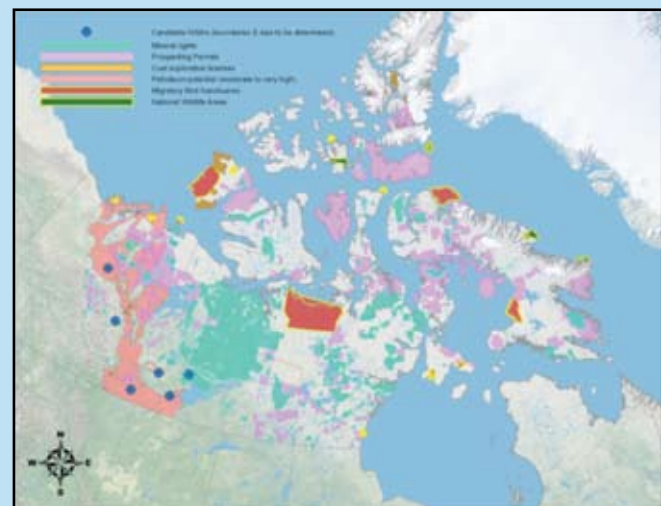 Candidate NWAs (boundaries & size to be determined)
Mineral rights
Prospecting Permits
Coal exploration licenses
Petroleum potential (moderate to very high)
Migratory Bird Sanctuaries
National Wildlife Areas
N
W E
S